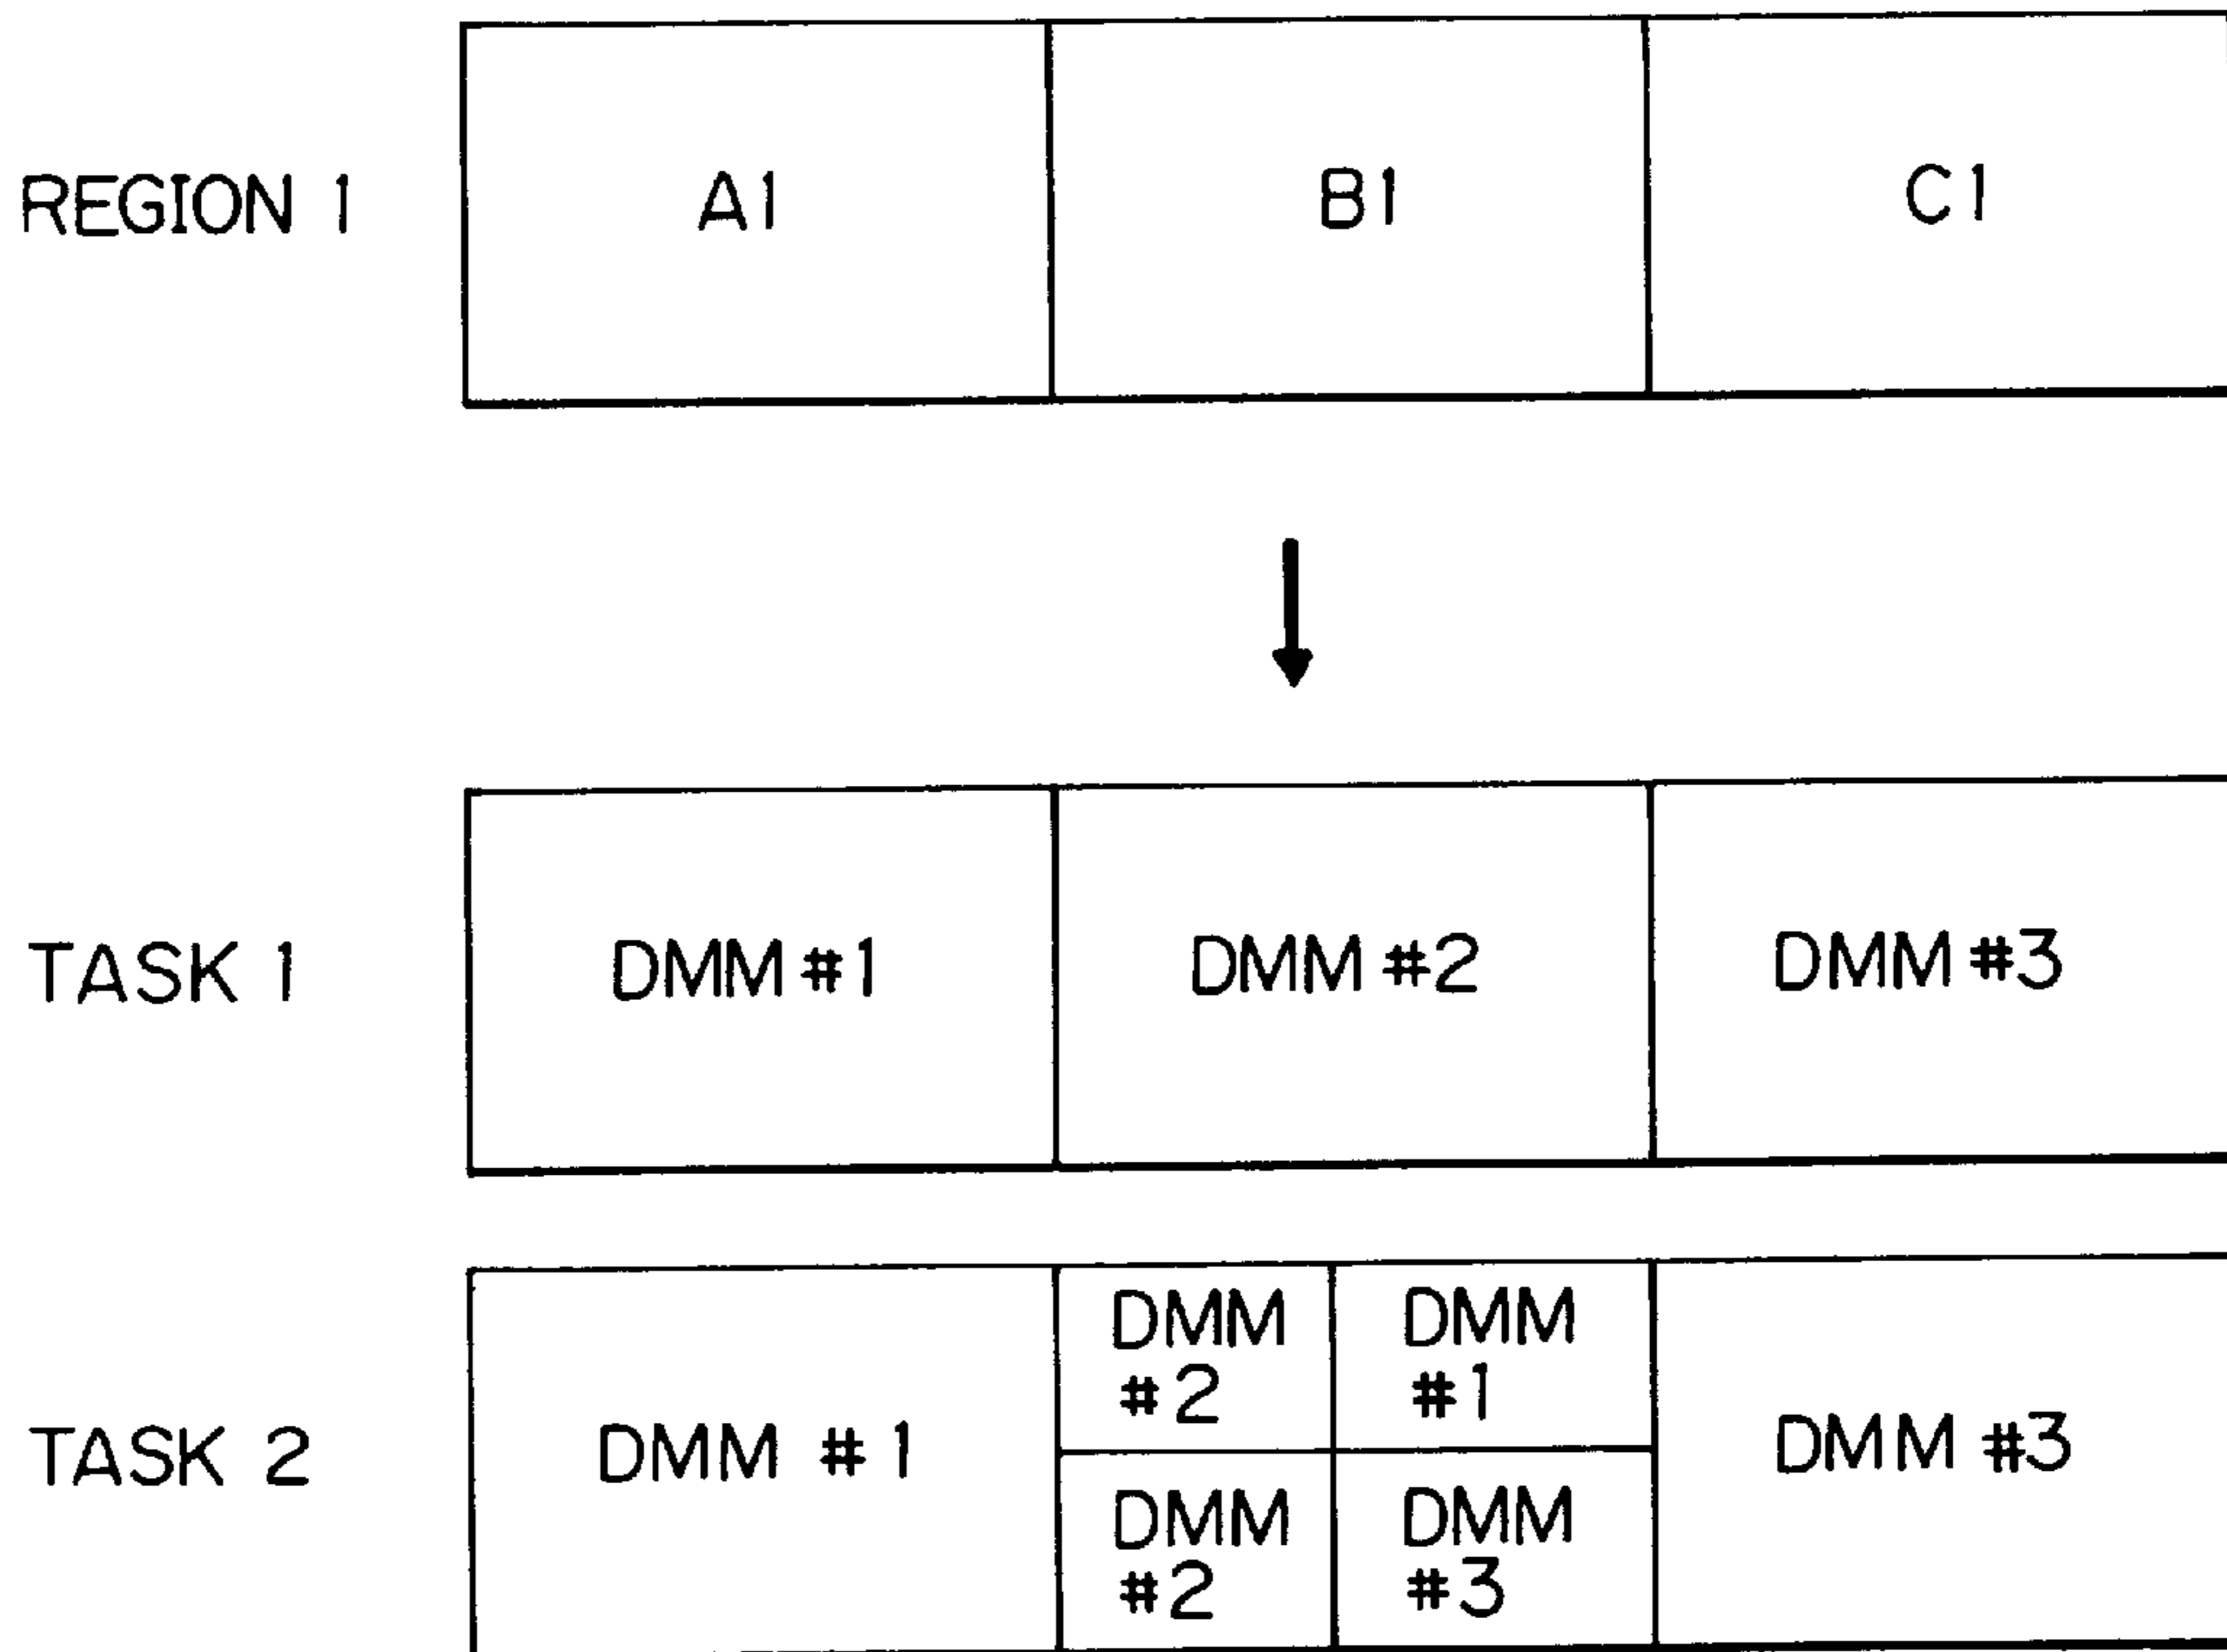 REGION 1 A1 B1 C1
TASK 1 DMM #1 DMM #2 DMM #3
DMM DMM
#2 #1
TASK 2 DMM #1 DMM #3
DMM DMM
#2 #3